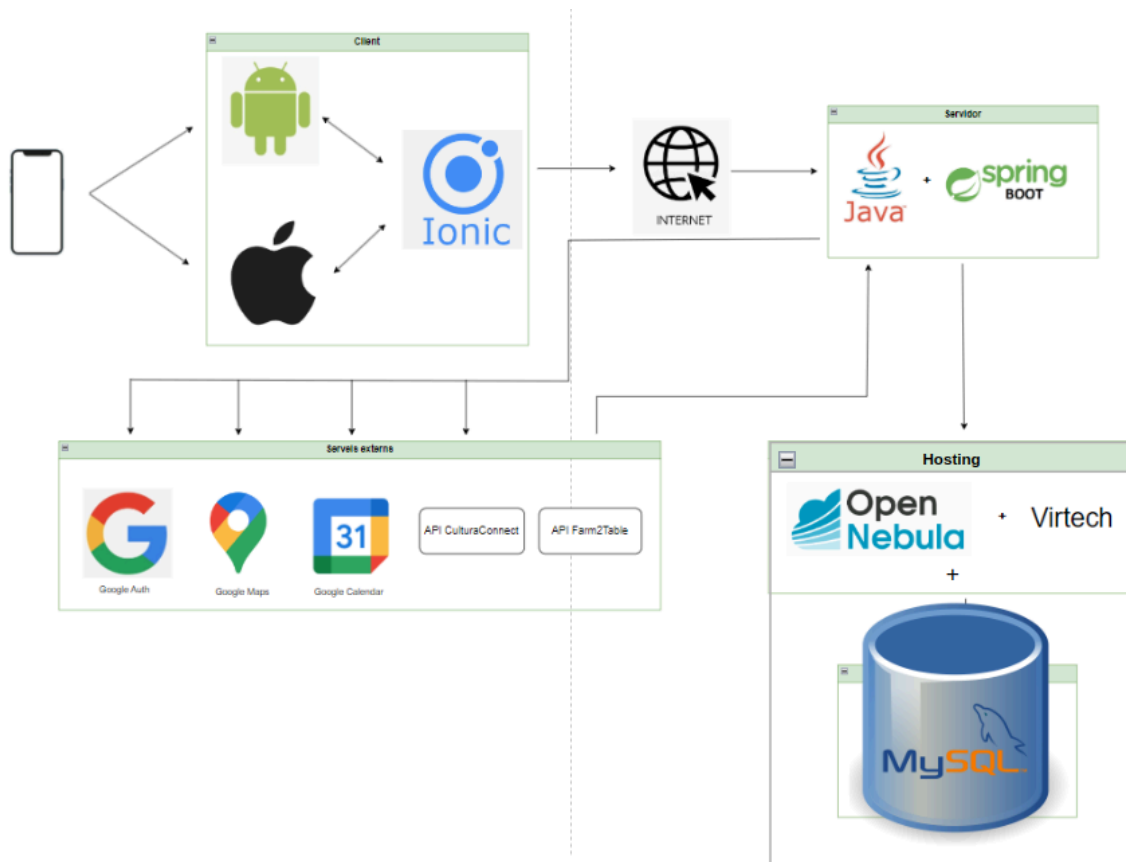 Client
Ionic
INTERNET
Servidor
Java
+
spring
BOOT
Serveis externs
Google Auth
Google Maps
31
Google Calendar
API CulturaConnect
API Farm2Table
Hosting
Open
Nebula
+
Virtech
+
MySQL